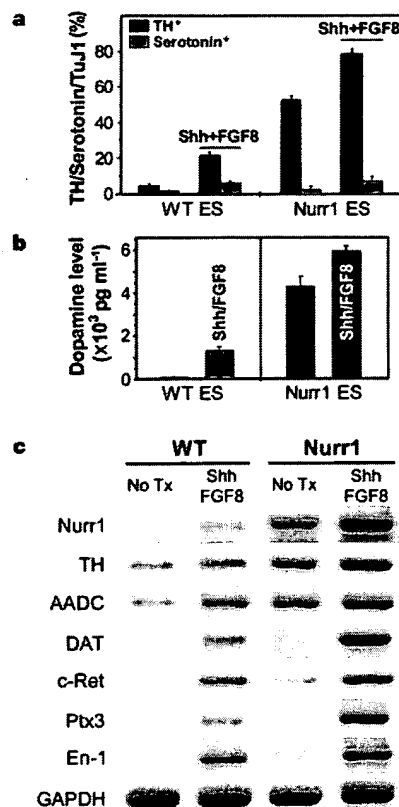 a
TH+
Serotonin+
Shh+FGF8
80
60
40
20
0
TH/Serotonin/TuJ1 (%)
Shh+FGF8
WT ES
Nurr1 ES
b
6
4
2
0
Dopamine level
(x10³ pg ml⁻¹)
Shh/FGF8
Shh/FGF8
WT ES
Nurr1 ES
c
WT
Nurr1
No Tx
Shh
FGF8
No Tx
Shh
FGF8
Nurr1
TH
AADC
DAT
c-Ret
Ptx3
En-1
GAPDH